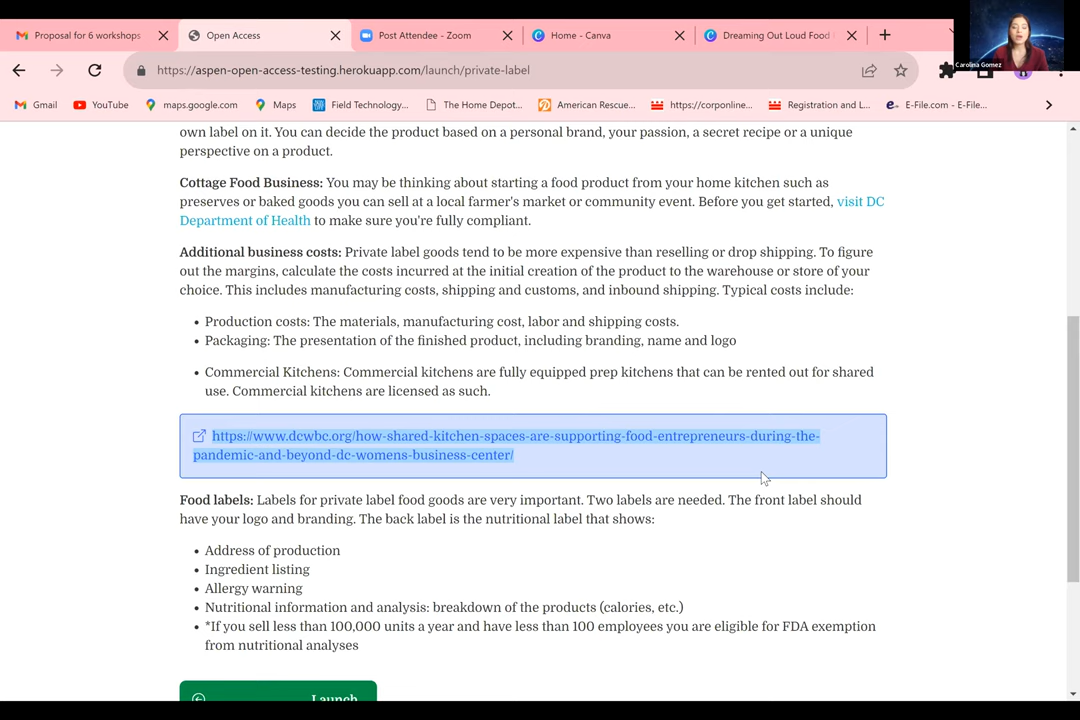 Proposal for 6 workshops
Open Access
Post Attendee - Zoom
Home - Canva
Dreaming Out Loud Food
Carolina Gomez
https://aspen-open-access-testing.herokuapp.com/launch/private-label
Gmail
YouTube
maps.google.com
Maps
Field Technology...
The Home Depot...
American Rescue...
https://corponline...
Registration and L...
E-File.com - E-File...
own label on it. You can decide the product based on a personal brand, your passion, a secret recipe or a unique
perspective on a product.
Cottage Food Business: You may be thinking about starting a food product from your home kitchen such as
preserves or baked goods you can sell at a local farmer's market or community event. Before you get started, visit DC
Department of Health to make sure you're fully compliant.
Additional business costs: Private label goods tend to be more expensive than reselling or drop shipping. To figure
out the margins, calculate the costs incurred at the initial creation of the product to the warehouse or store of your
choice. This includes manufacturing costs, shipping and customs, and inbound shipping. Typical costs include:
• Production costs: The materials, manufacturing cost, labor and shipping costs.
• Packaging: The presentation of the finished product, including branding, name and logo
• Commercial Kitchens: Commercial kitchens are fully equipped prep kitchens that can be rented out for shared
use. Commercial kitchens are licensed as such.
https://www.dcwbc.org/how-shared-kitchen-spaces-are-supporting-food-entrepreneurs-during-the-
pandemic-and-beyond-dc-womens-business-center/
Food labels: Labels for private label food goods are very important. Two labels are needed. The front label should
have your logo and branding. The back label is the nutritional label that shows:
• Address of production
• Ingredient listing
• Allergy warning
• Nutritional information and analysis: breakdown of the products (calories, etc.)
• *If you sell less than 100,000 units a year and have less than 100 employees you are eligible for FDA exemption
from nutritional analyses
Launch